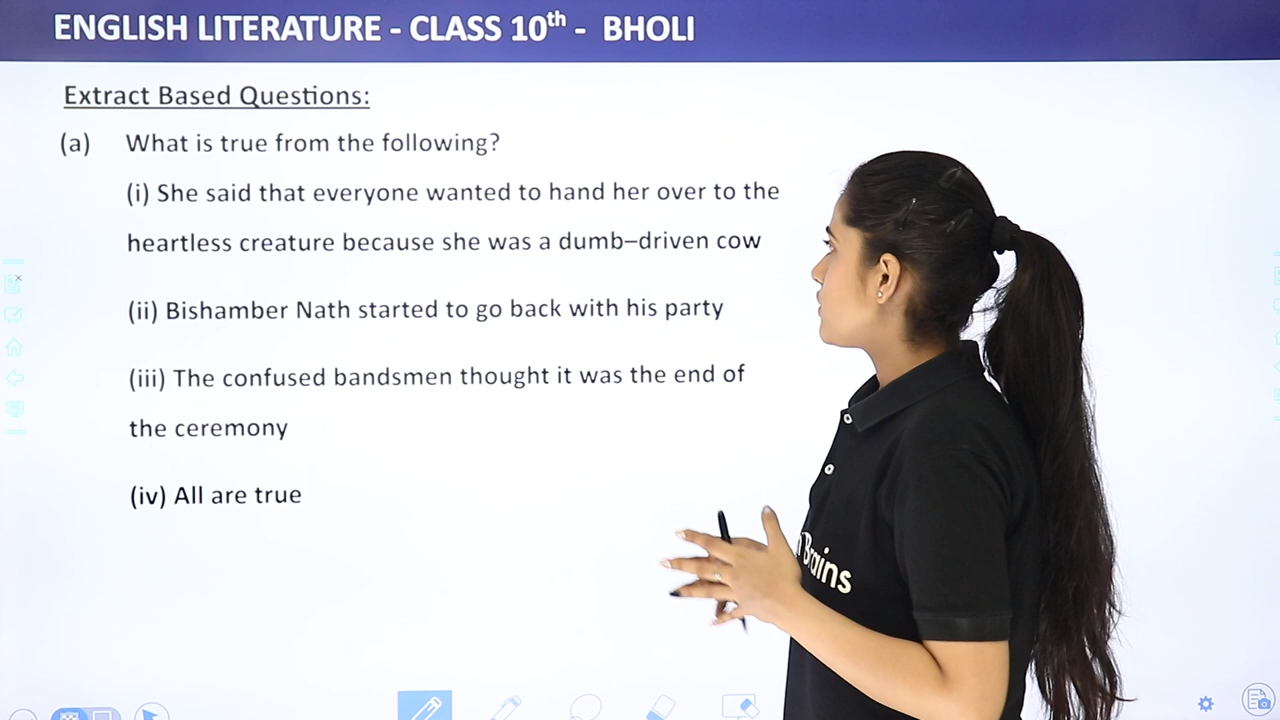 ENGLISH LITERATURE - CLASS 10th - BHOLI
Extract Based Questions:
(a) What is true from the following?
(i) She said that everyone wanted to hand her over to the
heartless creature because she was a dumb–driven cow
(ii) Bishamber Nath started to go back with his party
(iii) The confused bandsmen thought it was the end of
the ceremony
(iv) All are true
Brains